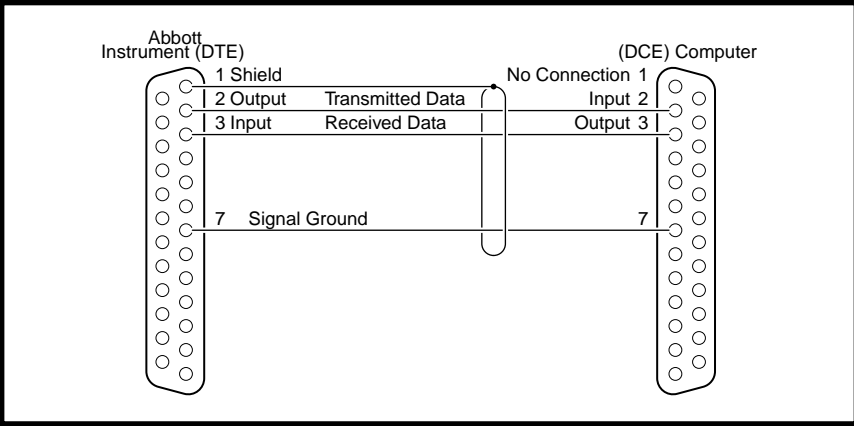 Abbott
Instrument (DTE)
(DCE) Computer
1 Shield
No Connection 1
2 Output Transmitted Data
Input 2
3 Input Received Data
Output 3
7 Signal Ground
7